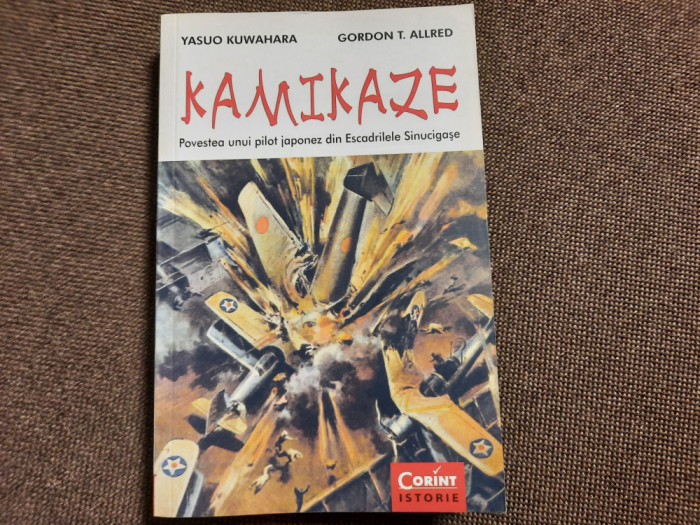 YASUO KUWAHARA GORDON T. ALLRED
KAMIKAZE
Povestea unui pilot japonez din Escadrilele Sinucigașe
CORINT
ISTORIE